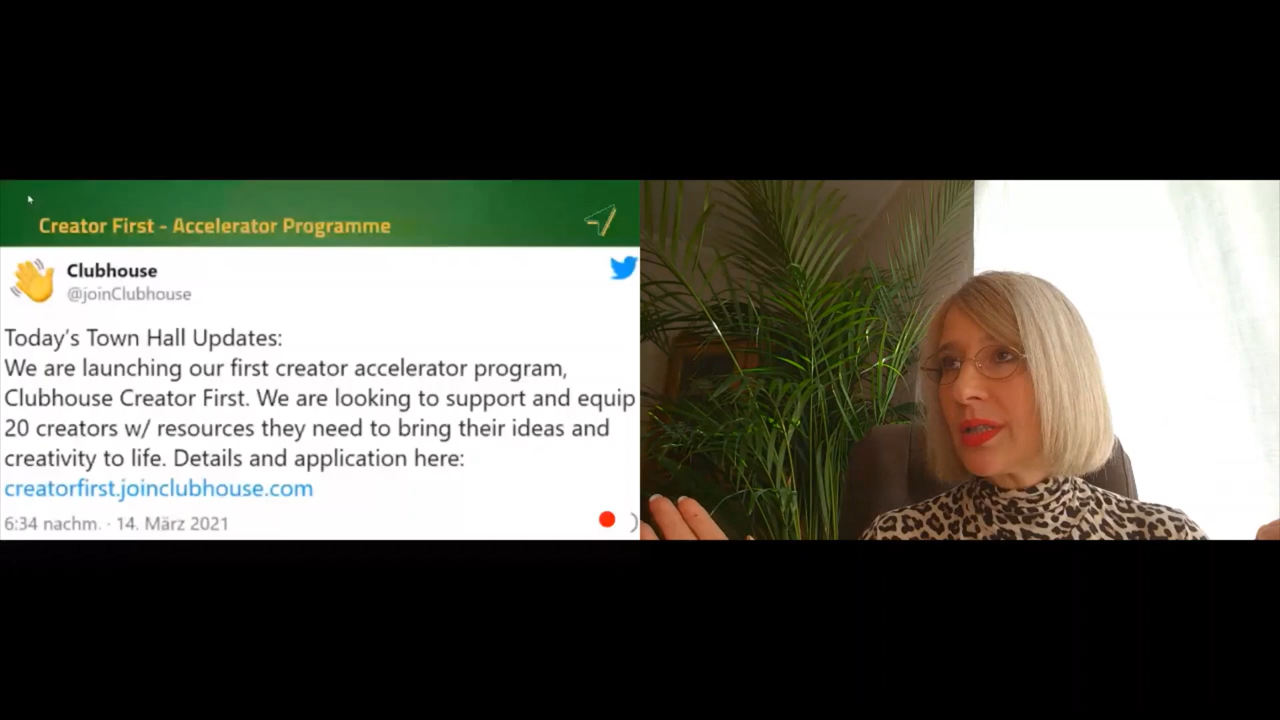 Creator First - Accelerator Programme
Clubhouse
@joinClubhouse
Today's Town Hall Updates:
We are launching our first creator accelerator program,
Clubhouse Creator First. We are looking to support and equip
20 creators w/ resources they need to bring their ideas and
creativity to life. Details and application here:
creatorfirst.joinclubhouse.com
6:34 nachm. · 14. März 2021